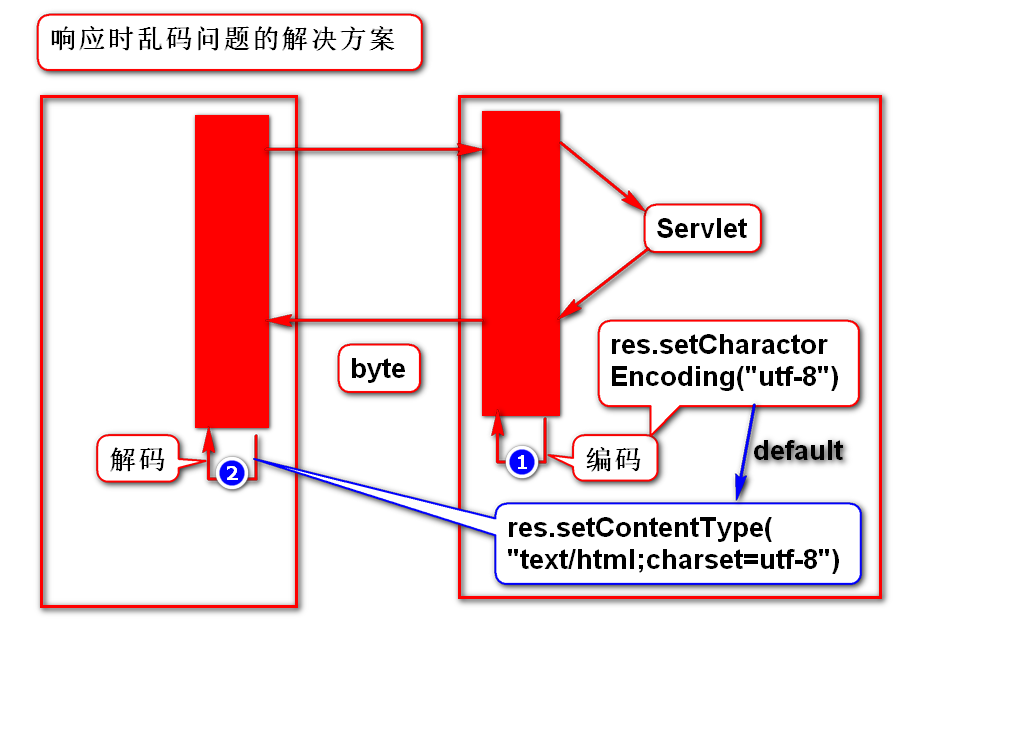 响应时乱码问题的解决方案
Servlet
byte
res.setCharactor
Encoding("utf-8")
解码
2
1
编码
default
res.setContentType(
"text/html;charset=utf-8")